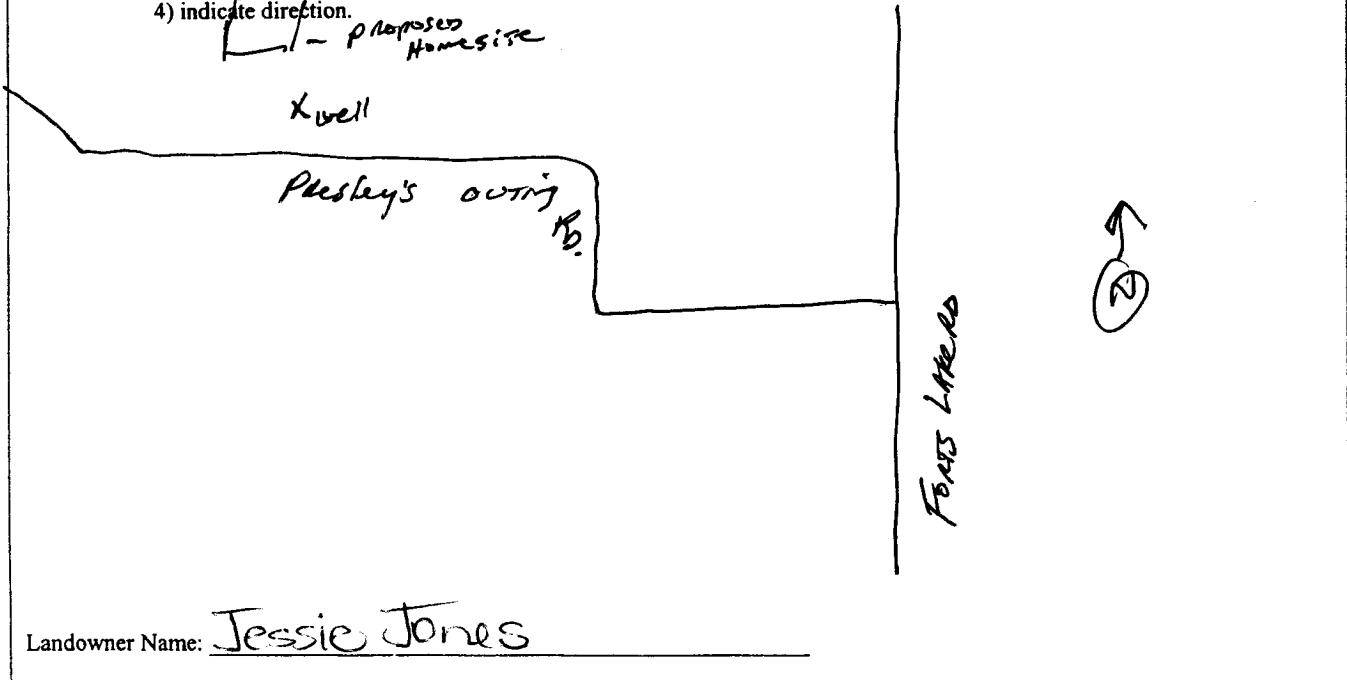 4) indicate direction.
- Proposed
Homesite
X well
Presley's outing
Rd.
Forts Lake Rd
N
Landowner Name: Jessie Jones